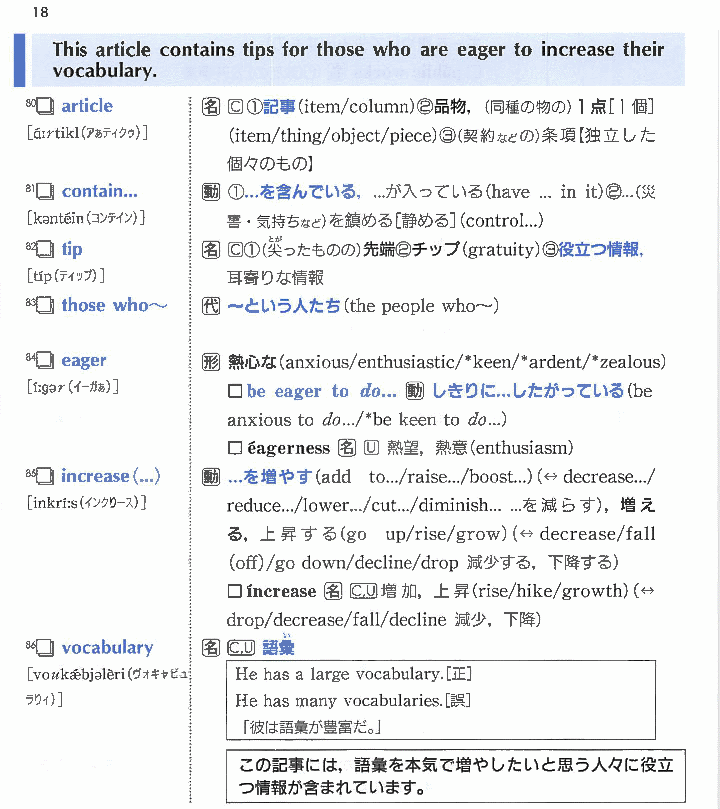 18
This article contains tips for those who are eager to increase their
vocabulary.
80 article
[ɑ́ːrtikl(アぁティクぅ)]
名 C ①記事(item/column)②品物, (同種の物の) 1 点[ 1 個]
(item/thing/object/piece)③(契約などの)条項【独立した
個々のもの】
81 contain...
[kəntéin(コンテイン)]
動 ①...を含んでいる, ...が入っている(have ... in it)②...(災
害・気持ちなど)を鎮める[静める](control...)
82 tip
[típ(ティップ)]
名 C①(尖ったものの)先端②チップ(gratuity)③役立つ情報,
とが
耳寄りな情報
83 those who~
代 ~という人たち(the people who~)
84 eager
[íːgər(イーガぁ)]
形 熱心な(anxious/enthusiastic/*keen/*ardent/*zealous)
□ be eager to do... 動 しきりに...したがっている(be
anxious to do.../*be keen to do...)
□ éagerness 名 U 熱望, 熱意(enthusiasm)
85 increase(...)
[inkríːs(インクリース)]
動 ...を増やす(add to.../raise.../boost...)(↔ decrease.../
reduce.../lower.../cut.../diminish... ...を減らす), 増え
る, 上昇する(go up/rise/grow)(↔ decrease/fall
(off)/go down/decline/drop 減少する, 下降する)
□ íncrease 名 C,U 増加, 上昇(rise/hike/growth)(↔
drop/decrease/fall/decline 減少, 下降)
86 vocabulary
[voukǽbjəlèri(ヴォキャビュ
ラりィ)]
名 C,U 語彙
い
He has a large vocabulary.[正]
He has many vocabularies.[誤]
「彼は語彙が豊富だ。」
この記事には, 語彙を本気で増やしたいと思う人々に役立
つ情報が含まれています。